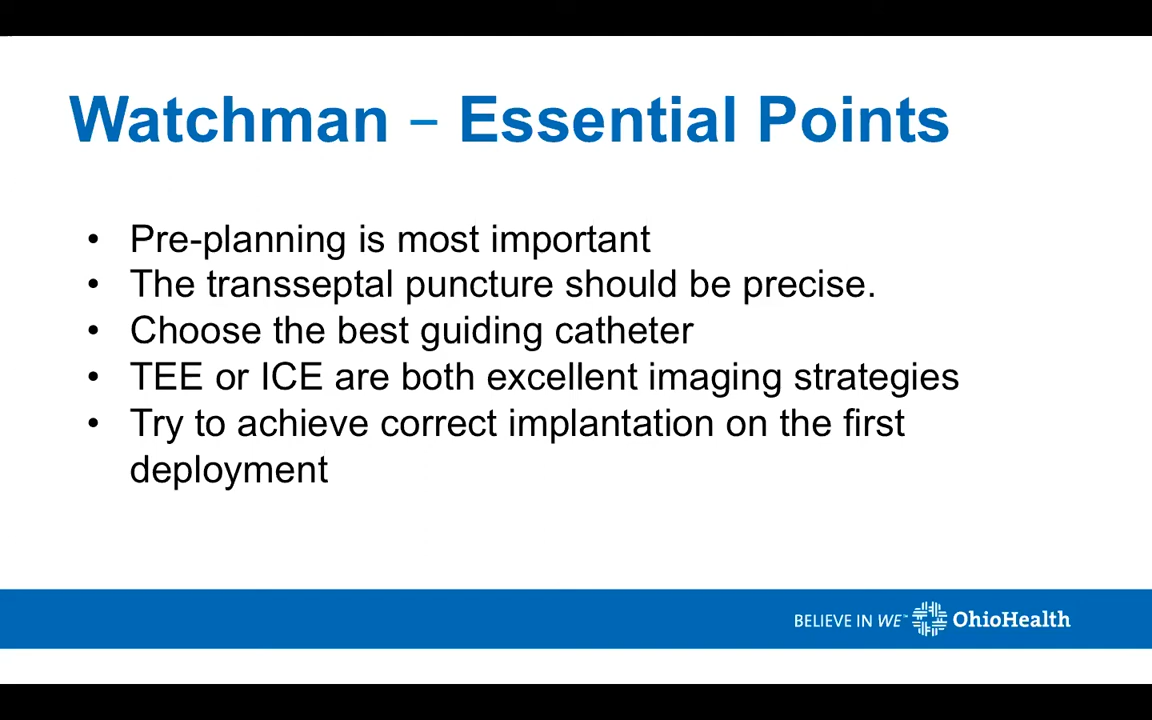 Watchman – Essential Points
• Pre-planning is most important
• The transseptal puncture should be precise.
• Choose the best guiding catheter
• TEE or ICE are both excellent imaging strategies
• Try to achieve correct implantation on the first
deployment
BELIEVE IN WE™ OhioHealth